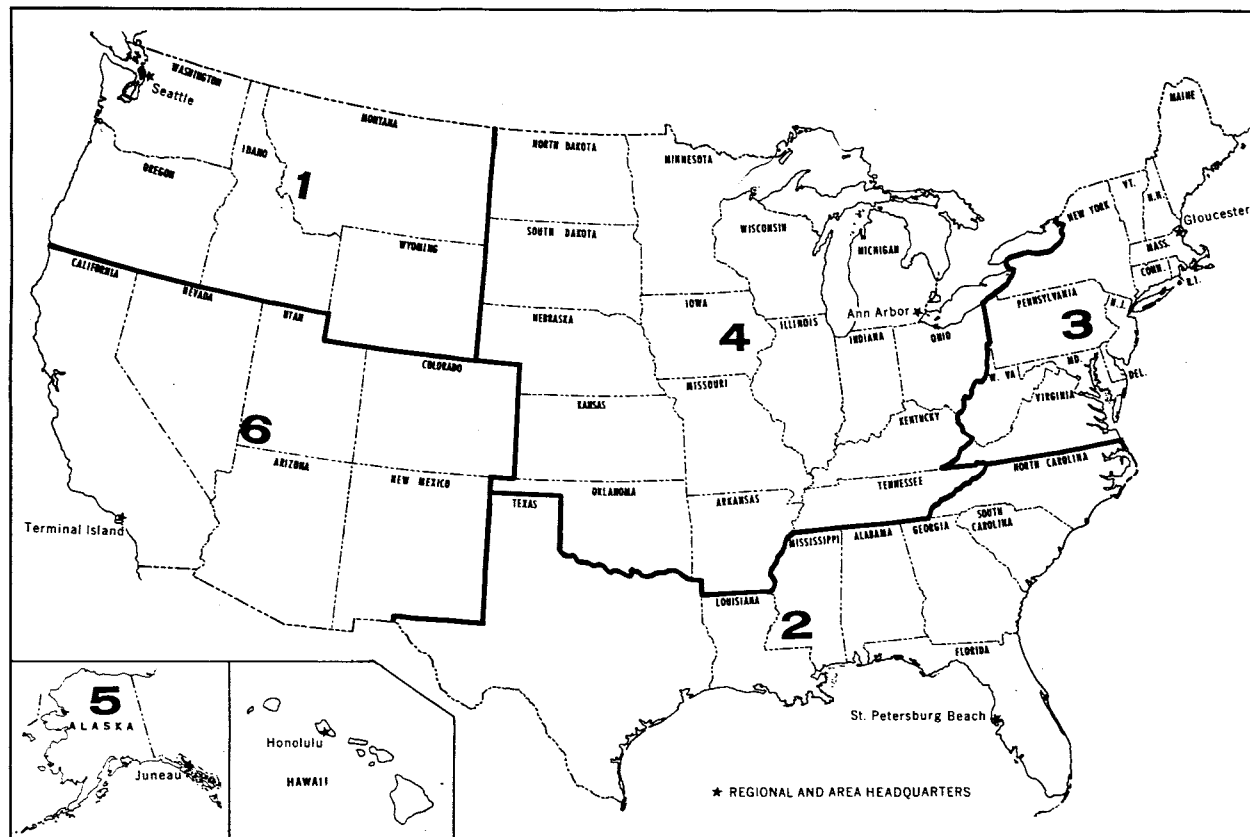 WASHINGTON
Seattle
MONTANA
IDAHO
OREGON
1
WYOMING
NORTH DAKOTA
SOUTH DAKOTA
MINNESOTA
WISCONSIN
MICHIGAN
NEBRASKA
IOWA
ILLINOIS
INDIANA
OHIO
Ann Arbor
4
KANSAS
MISSOURI
KENTUCKY
OKLAHOMA
ARKANSAS
TENNESSEE
MAINE
VT.
N.H.
NEW YORK
Gloucester
MASS.
CONN.
R.I.
PENNSYLVANIA
N.J.
3
MD.
DEL.
W. VA
VIRGINIA
CALIFORNIA
NEVADA
UTAH
COLORADO
6
ARIZONA
NEW MEXICO
Terminal Island
TEXAS
NORTH CAROLINA
SOUTH
CAROLINA
MISSISSIPPI
ALABAMA
GEORGIA
LOUISIANA
2
FLORIDA
St. Petersburg Beach
5
ALASKA
Juneau
Honolulu
HAWAII
★ REGIONAL AND AREA HEADQUARTERS